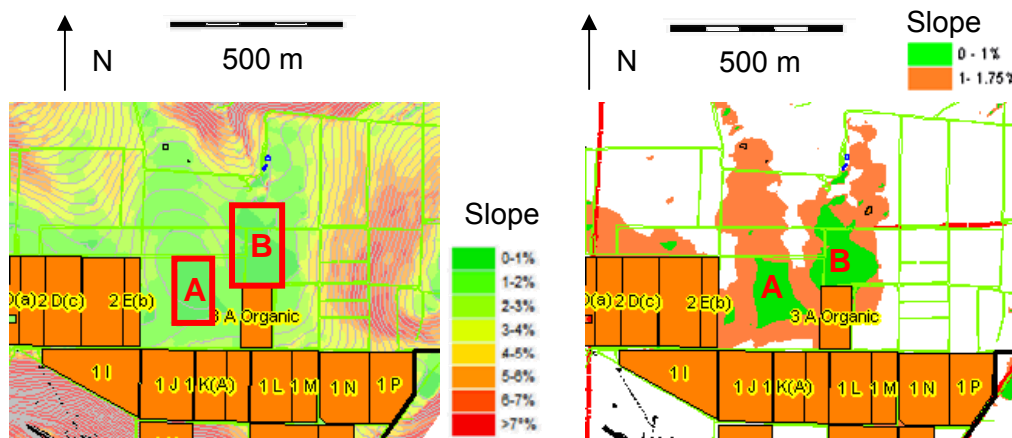 N
500 m
B
A
D(a)
2 D(c)
2 E(b)
3 A Organic
1 I
1 J
1 K(A)
1 L
1 M
1 N
1 P
Slope
0-1%
1-2%
2-3%
3-4%
4-5%
5-6%
6-7%
>7°%
N
500 m
Slope
0 - 1%
1- 1.75%
B
A
D(a)
2 D(c)
2 E(b)
3 A Organic
1 I
1 J
1 K(A)
1 L
1 M
1 N
1 P